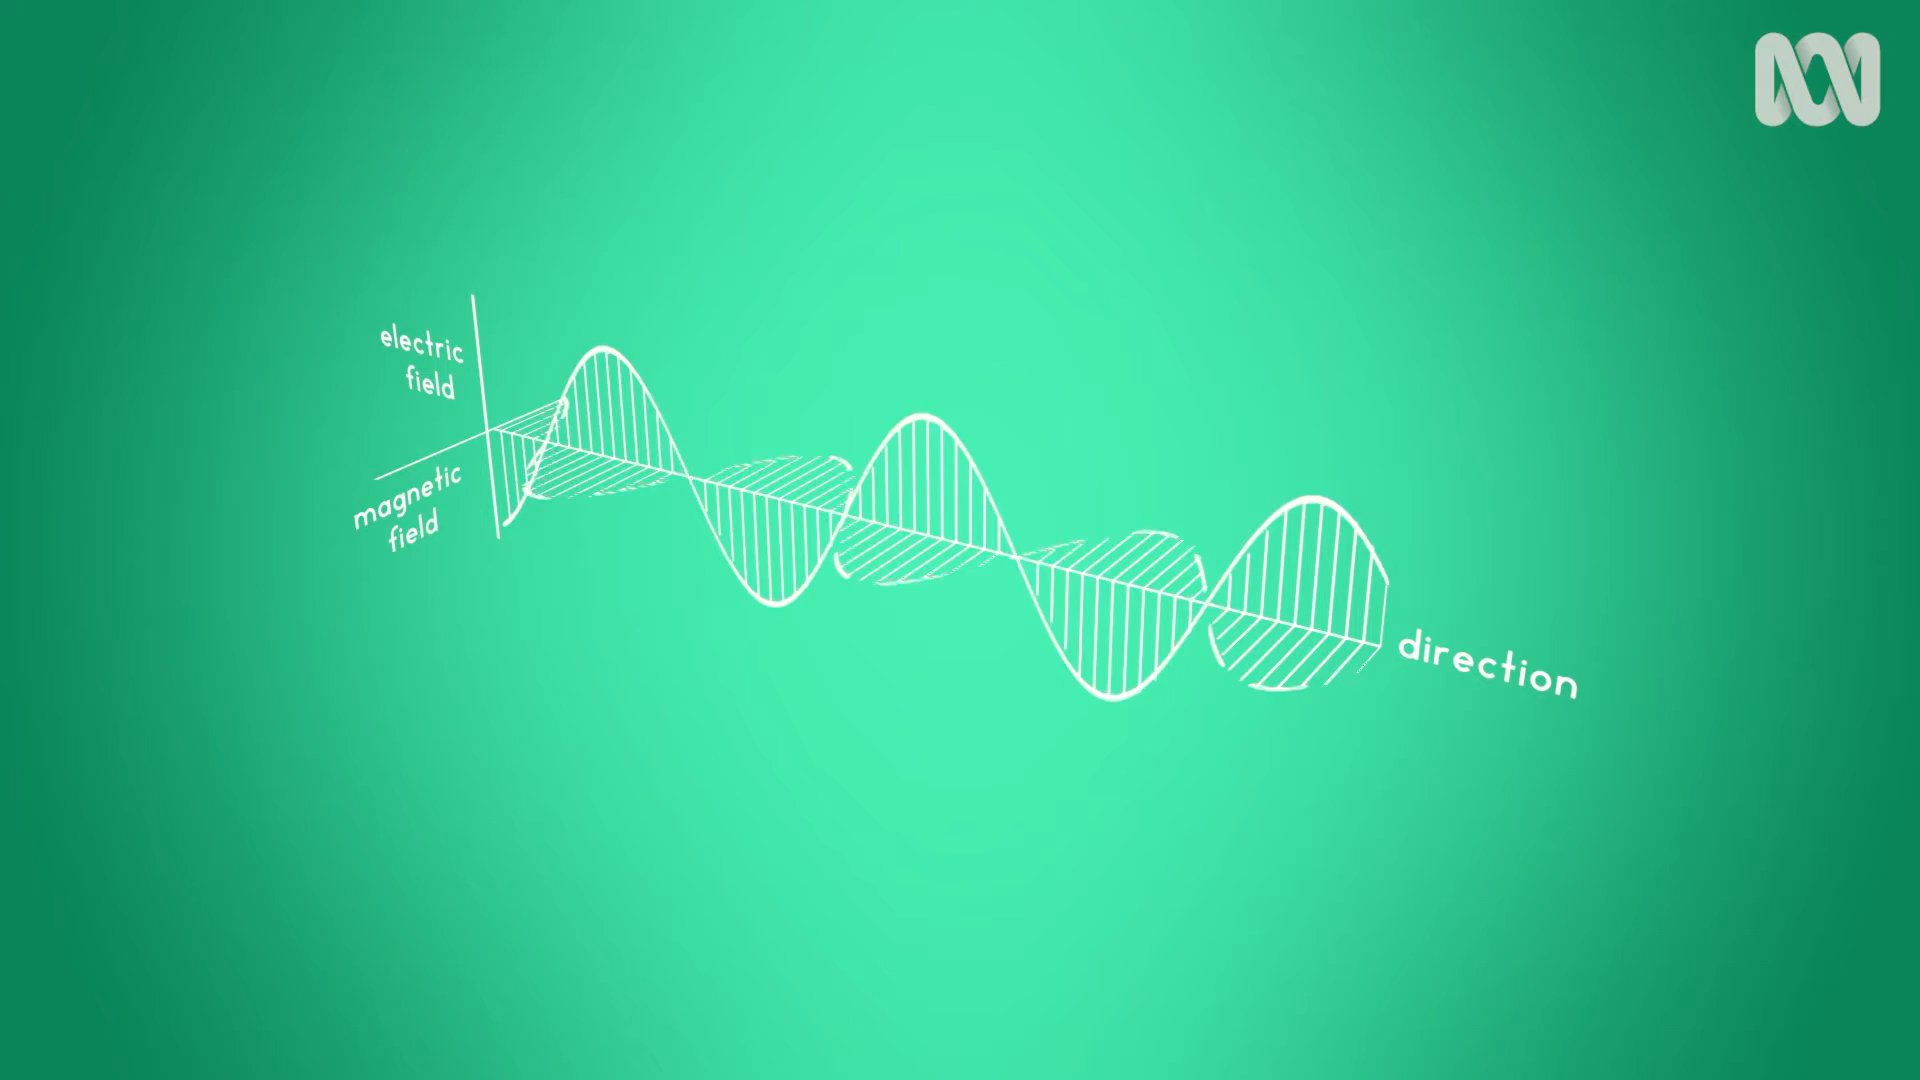 electric
field
magnetic
field
direction